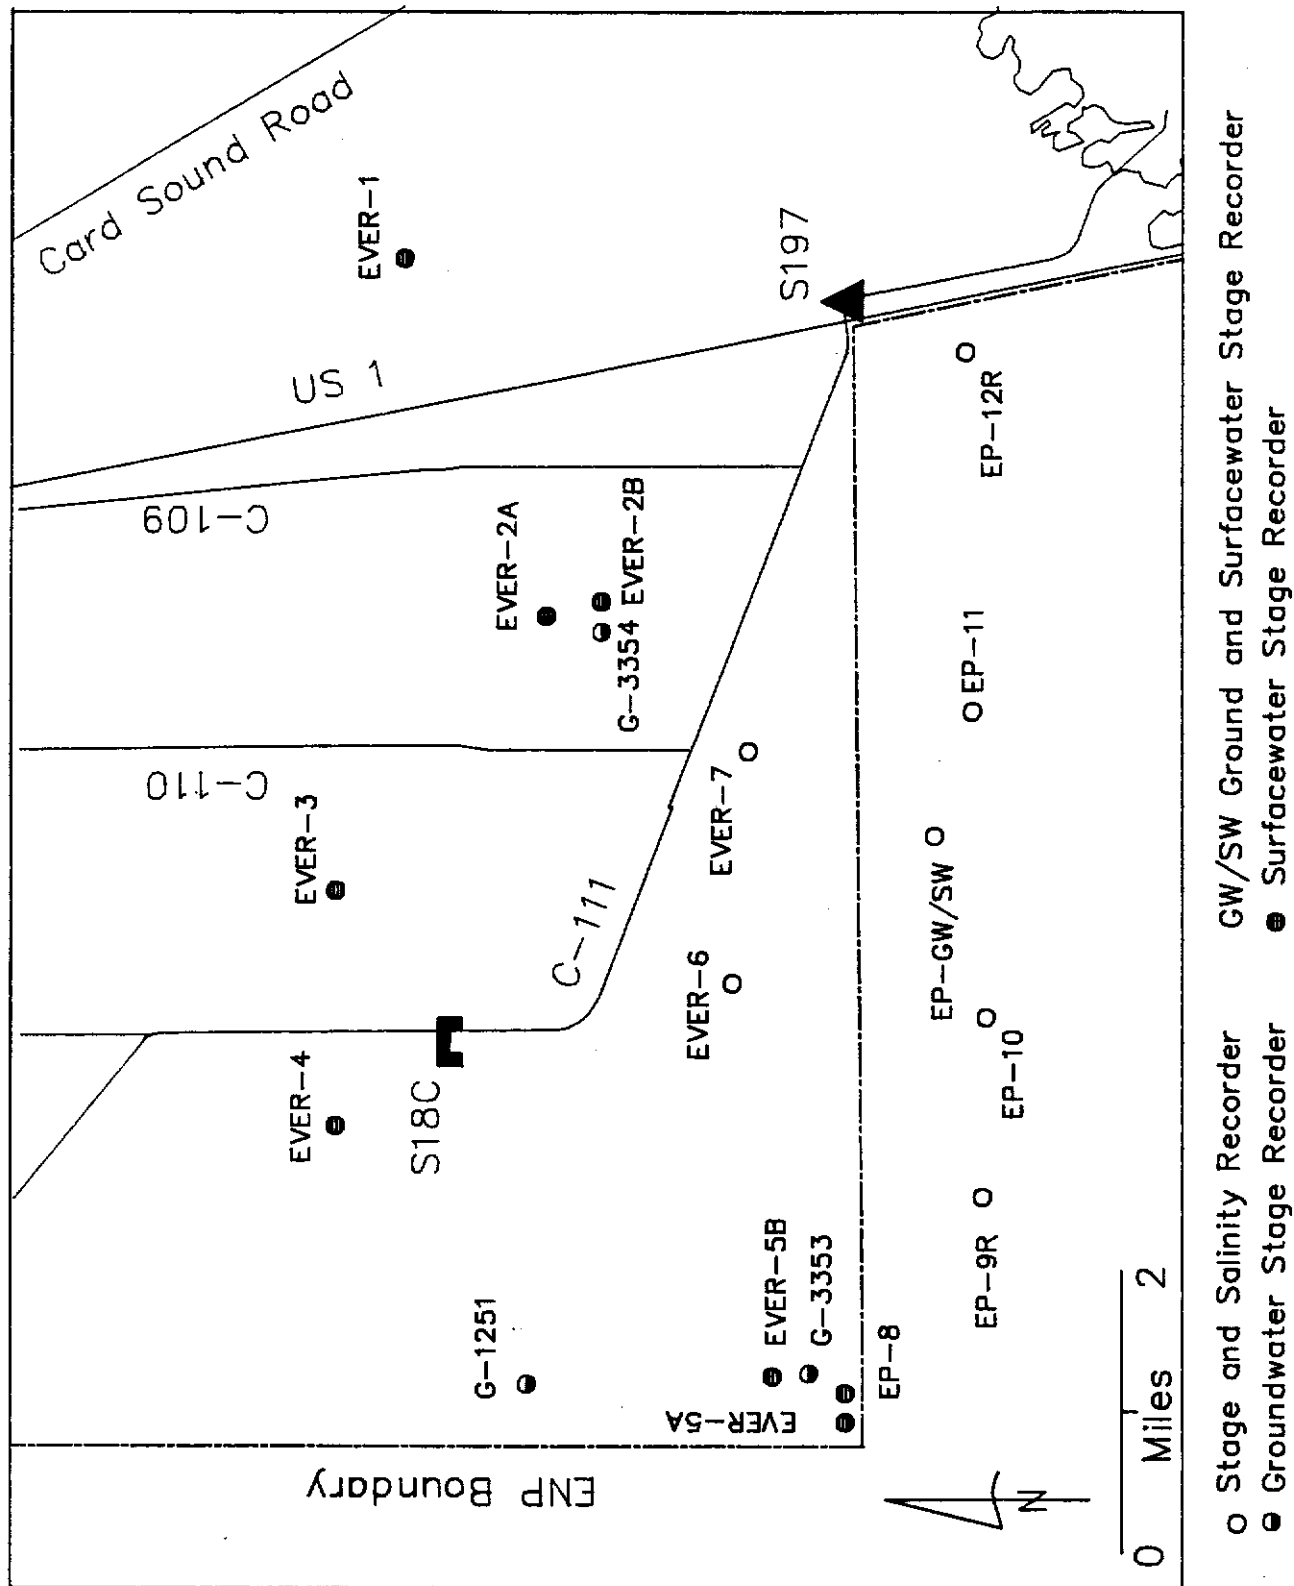 Card Sound Road
EVER-1
US 1
S197
C-109
EVER-2A
EVER-2B
G-3354
EP-12R
EP-11
C-110
EVER-3
EVER-7
C-111
EVER-6
EP-GW/SW
EP-10
EVER-4
S18C
EP-9R
G-1251
EVER-5B
G-3353
EP-8
EVER-5A
ENP Boundary
N
0 Miles 2
Stage and Salinity Recorder
GW/SW Ground and Surfacewater Stage Recorder
Groundwater Stage Recorder
Surfacewater Stage Recorder